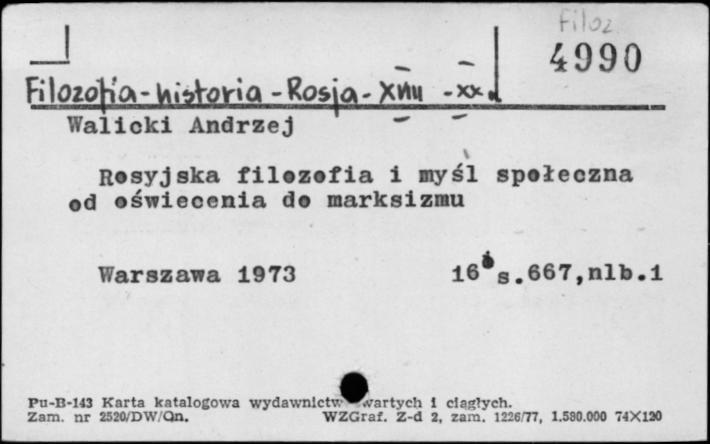 Filoz
4990
Filozofia - historia - Rosja - XVIII - XX w.
Walicki Andrzej
Rosyjska filozofia i myśl społeczna
od oświecenia do marksizmu
Warszawa 1973 16° s.667,nlb.1
Pu-B-143 Karta katalogowa wydawnictw zwartych i ciągłych.
Zam. nr 2520/DW/Qn. WZGraf. Z-d 2, zam. 1226/77, 1.580.000 74X120